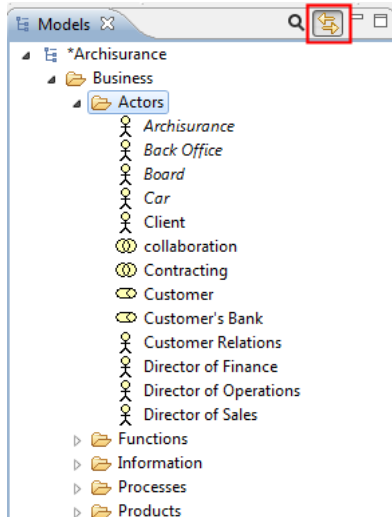 Models
*Archisurance
Business
Actors
Archisurance
Back Office
Board
Car
Client
collaboration
Contracting
Customer
Customer's Bank
Customer Relations
Director of Finance
Director of Operations
Director of Sales
Functions
Information
Processes
Products